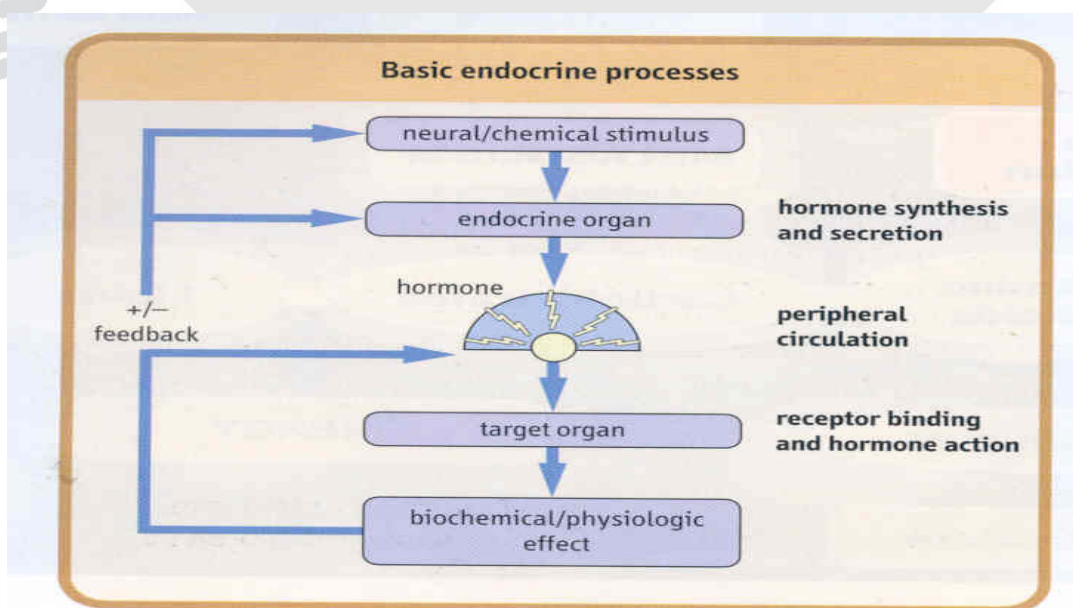 Basic endocrine processes
neural/chemical stimulus
endocrine organ
hormone synthesis
and secretion
hormone
+/−
feedback
peripheral
circulation
target organ
receptor binding
and hormone action
biochemical/physiologic
effect